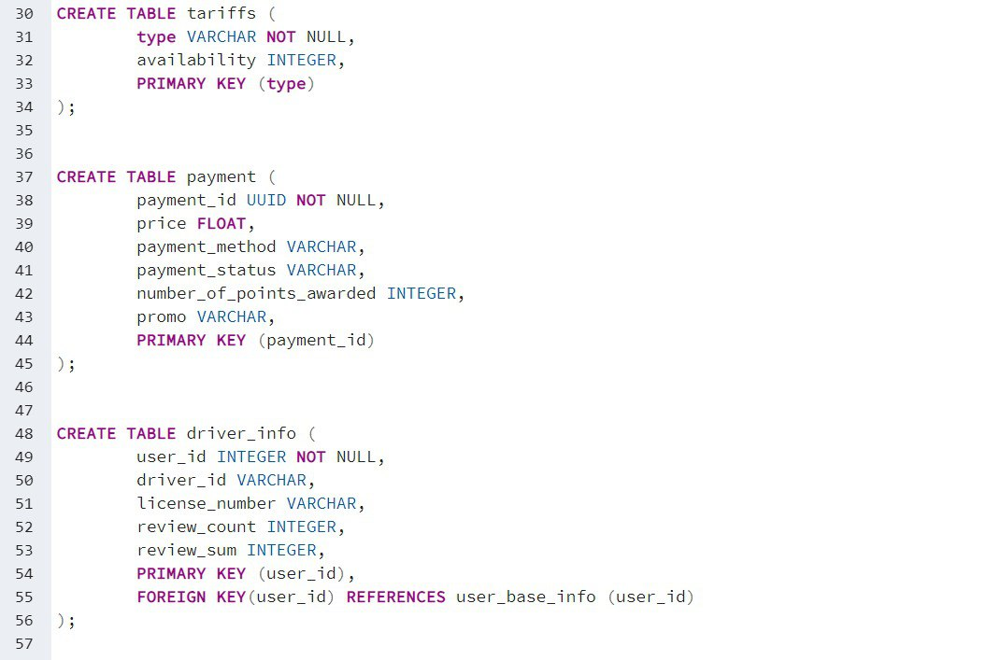 30 CREATE TABLE tariffs (
31         type VARCHAR NOT NULL,
32         availability INTEGER,
33         PRIMARY KEY (type)
34 );
35
36
37 CREATE TABLE payment (
38         payment_id UUID NOT NULL,
39         price FLOAT,
40         payment_method VARCHAR,
41         payment_status VARCHAR,
42         number_of_points_awarded INTEGER,
43         promo VARCHAR,
44         PRIMARY KEY (payment_id)
45 );
46
47
48 CREATE TABLE driver_info (
49         user_id INTEGER NOT NULL,
50         driver_id VARCHAR,
51         license_number VARCHAR,
52         review_count INTEGER,
53         review_sum INTEGER,
54         PRIMARY KEY (user_id),
55         FOREIGN KEY(user_id) REFERENCES user_base_info (user_id)
56 );
57